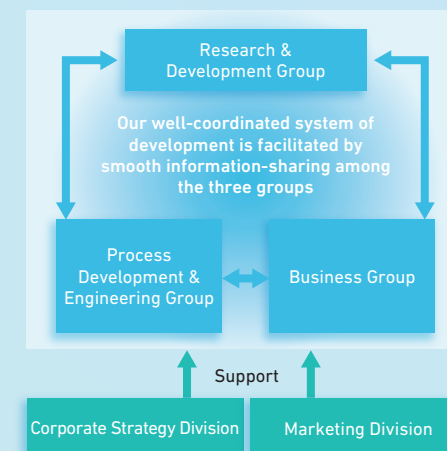 Research &
Development Group
Our well-coordinated system of
development is facilitated by
smooth information-sharing among
the three groups
Process
Development &
Engineering Group
Business Group
Support
Corporate Strategy Division
Marketing Division